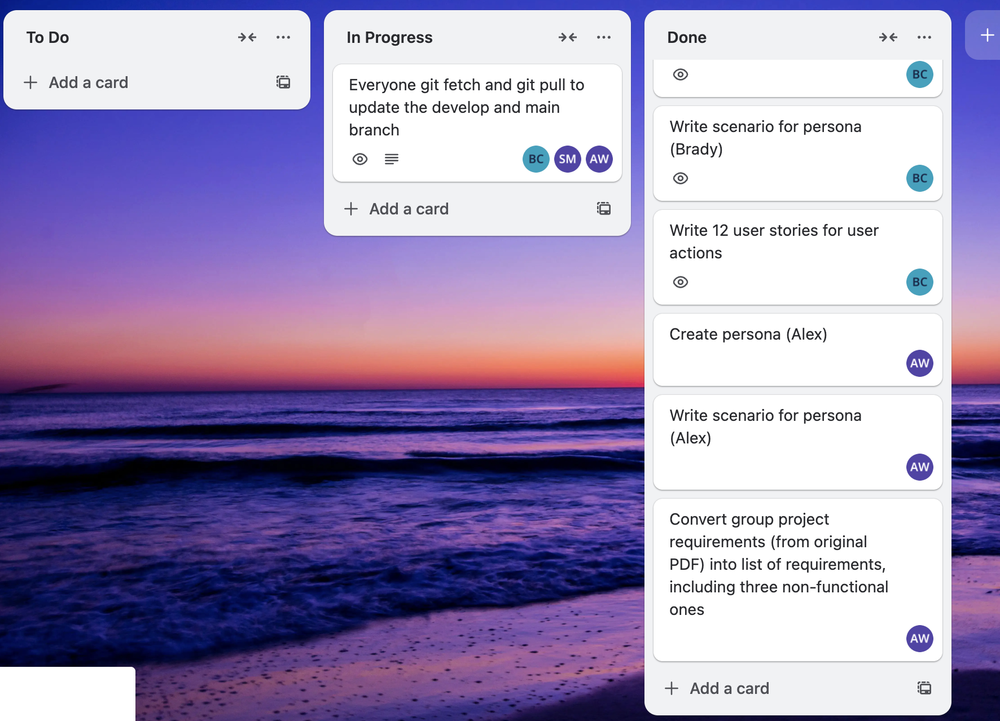 To Do
Add a card
In Progress
Everyone git fetch and git pull to
update the develop and main
branch
BC SM AW
Add a card
Done
BC
Write scenario for persona
(Brady)
BC
Write 12 user stories for user
actions
BC
Create persona (Alex)
AW
Write scenario for persona
(Alex)
AW
Convert group project
requirements (from original
PDF) into list of requirements,
including three non-functional
ones
AW
Add a card